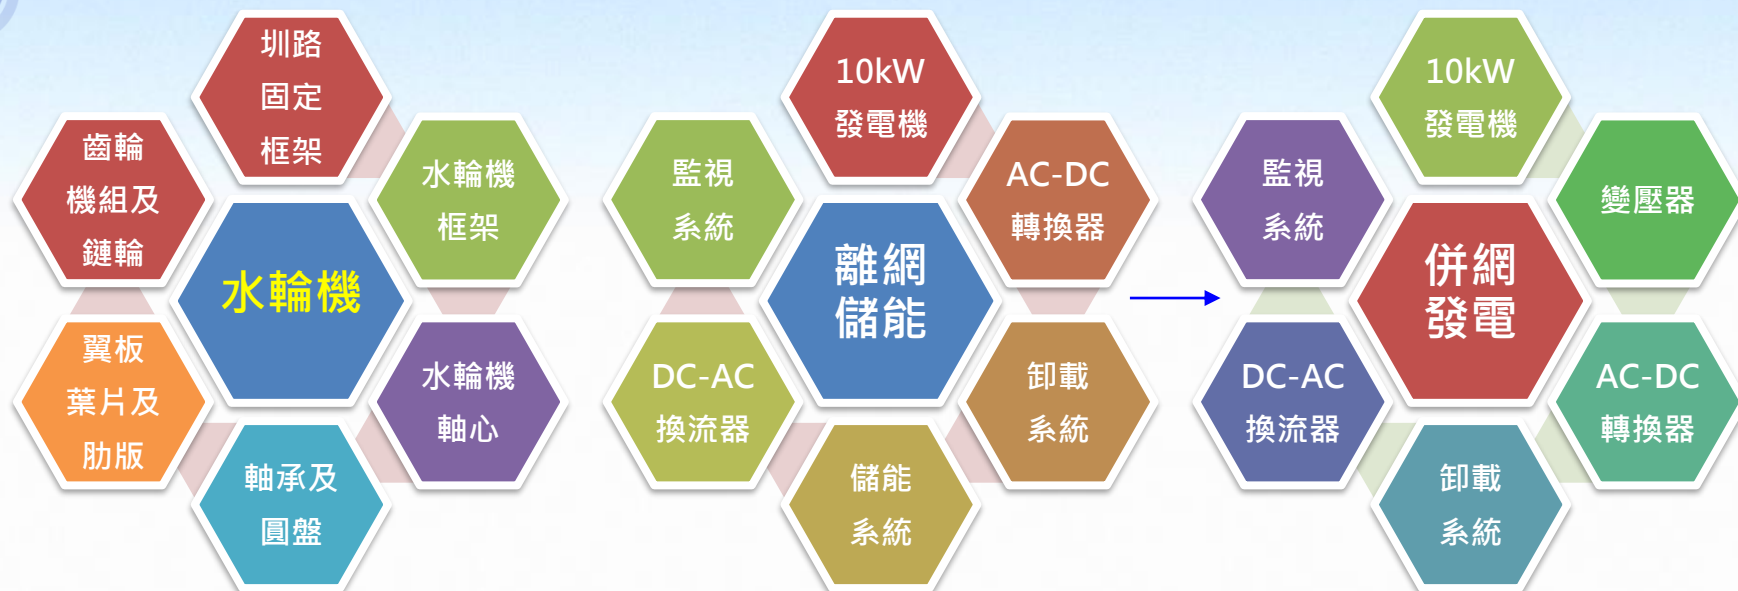 圳路
固定
框架
齒輪
機組及
鏈輪
水輪機
框架
水輪機
翼板
葉片及
肋版
水輪機
軸心
軸承及
圓盤
10kW
發電機
監視
系統
AC-DC
轉換器
離網
儲能
DC-AC
換流器
卸載
系統
儲能
系統
10kW
發電機
監視
系統
變壓器
併網
發電
DC-AC
換流器
AC-DC
轉換器
卸載
系統